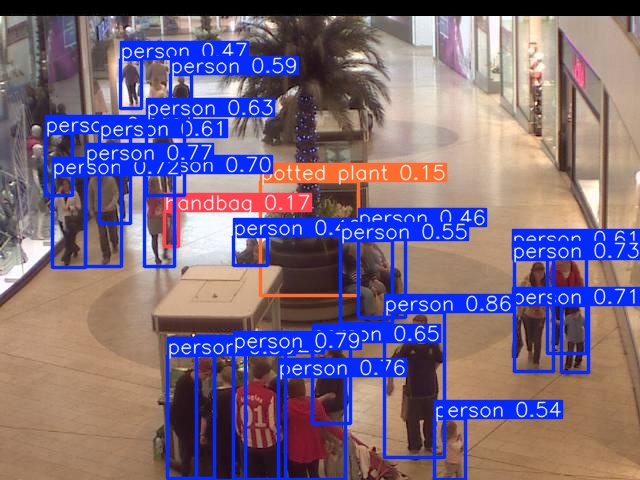 person 0.47
person 0.59
person 0.63
person 0.61
person 0.77
person 0.72
0.70
potted plant 0.15
handbag 0.17
person 0.46
person 0.55
person 0.61
person 0.73
person 0.71
person 0.86
0.65
person 0.79
person
person 0.76
person 0.54
01